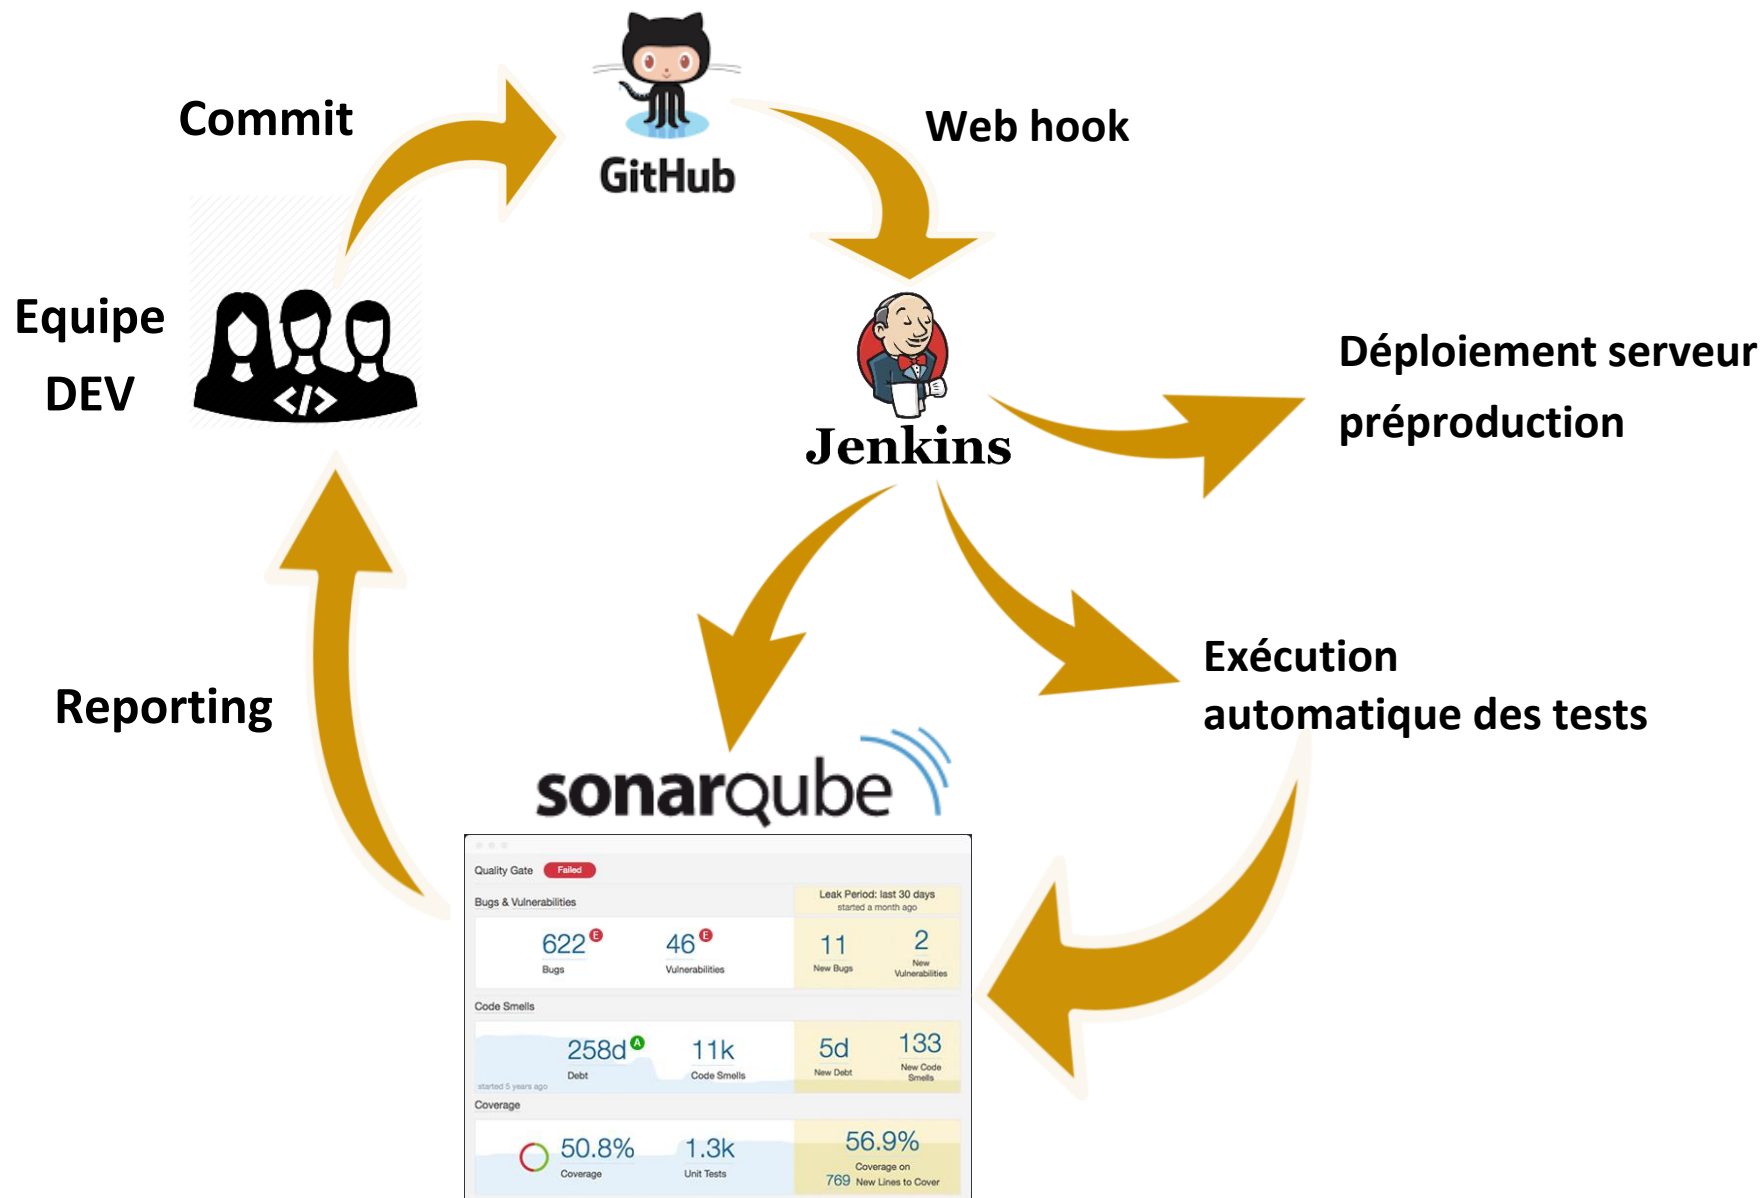 Commit
GitHub
Web hook
Equipe
DEV
</>
Jenkins
Déploiement serveur
préproduction
Exécution
automatique des tests
Reporting
sonarqube
Quality Gate Failed
Leak Period: last 30 days
started a month ago
Bugs & Vulnerabilities
622 E
Bugs
46 E
Vulnerabilities
11
New Bugs
2
New
Vulnerabilities
Code Smells
258d A
Debt
11k
Code Smells
started 5 years ago
5d
New Debt
133
New Code
Smells
Coverage
50.8%
Coverage
1.3k
Unit Tests
56.9%
Coverage on
769 New Lines to Cover